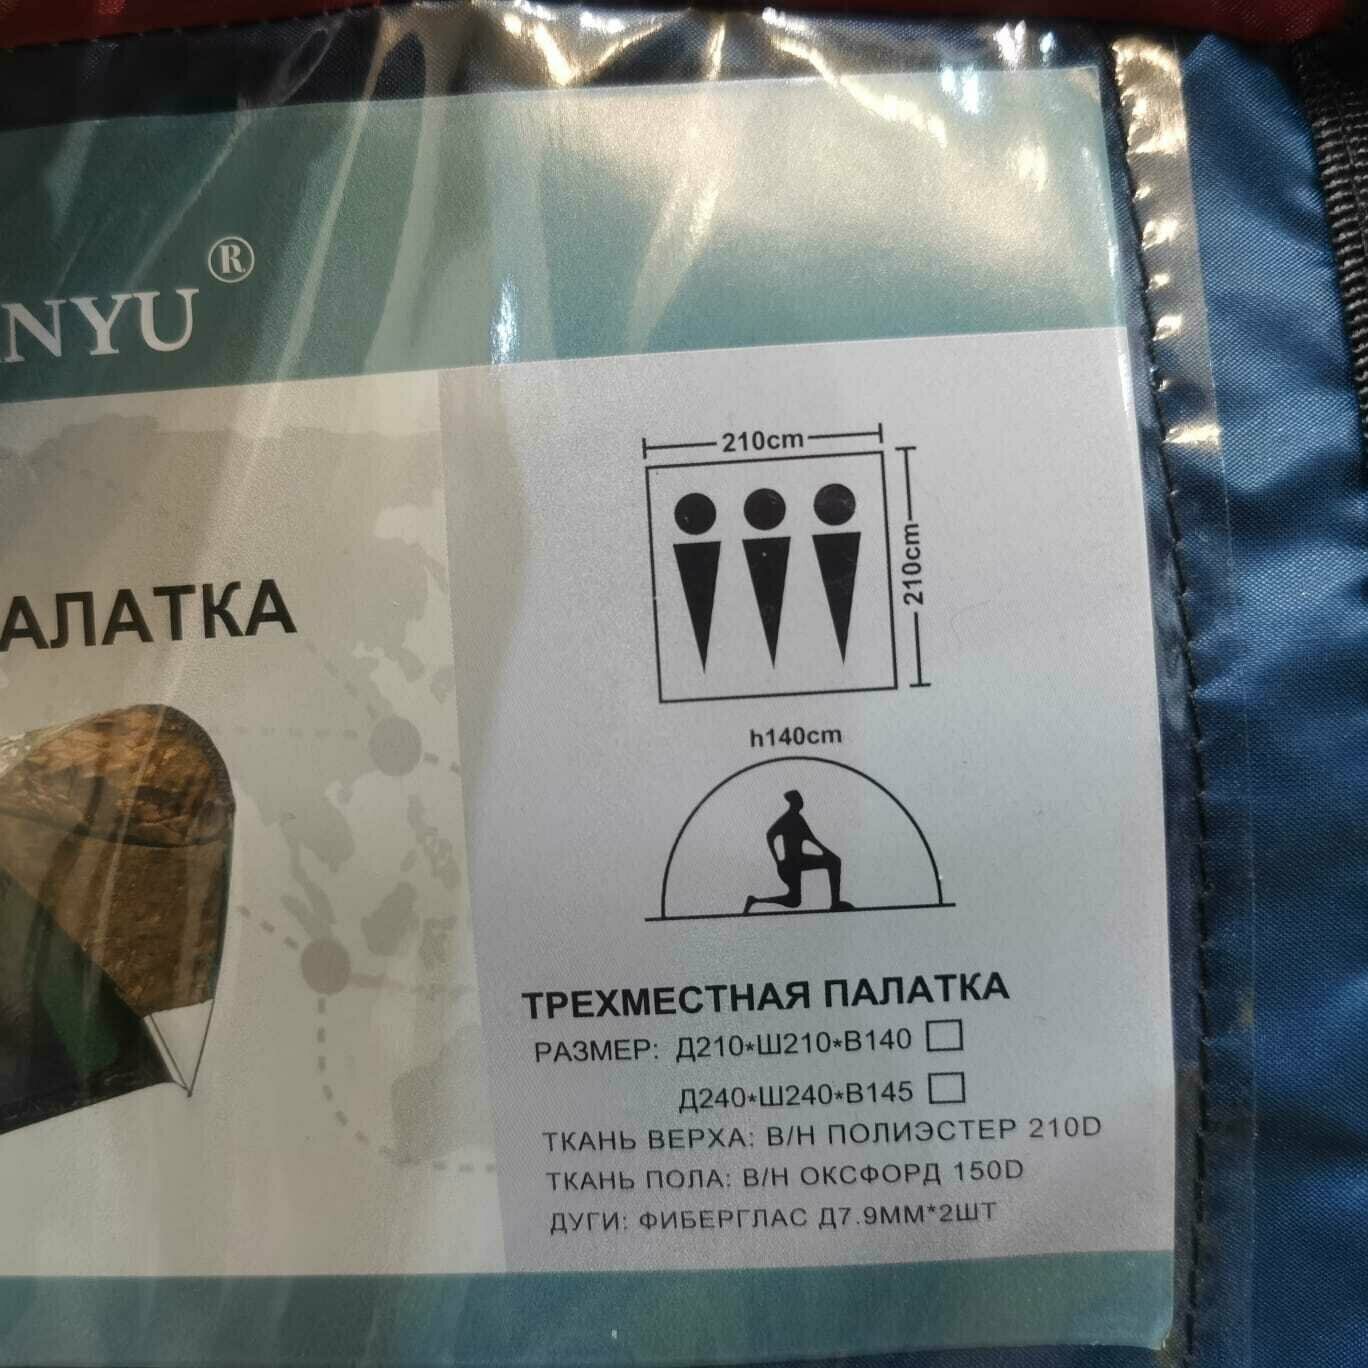 NYU ®
АЛАТКА
210cm
210cm
h140cm
ТРЕХМЕСТНАЯ ПАЛАТКА
РАЗМЕР: Д210*Ш210*В140
Д240*Ш240*В145
ТКАНЬ ВЕРХА: В/Н ПОЛИЭСТЕР 210D
ТКАНЬ ПОЛА: В/Н ОКСФОРД 150D
ДУГИ: ФИБЕРГЛАС Д7.9ММ*2ШТ